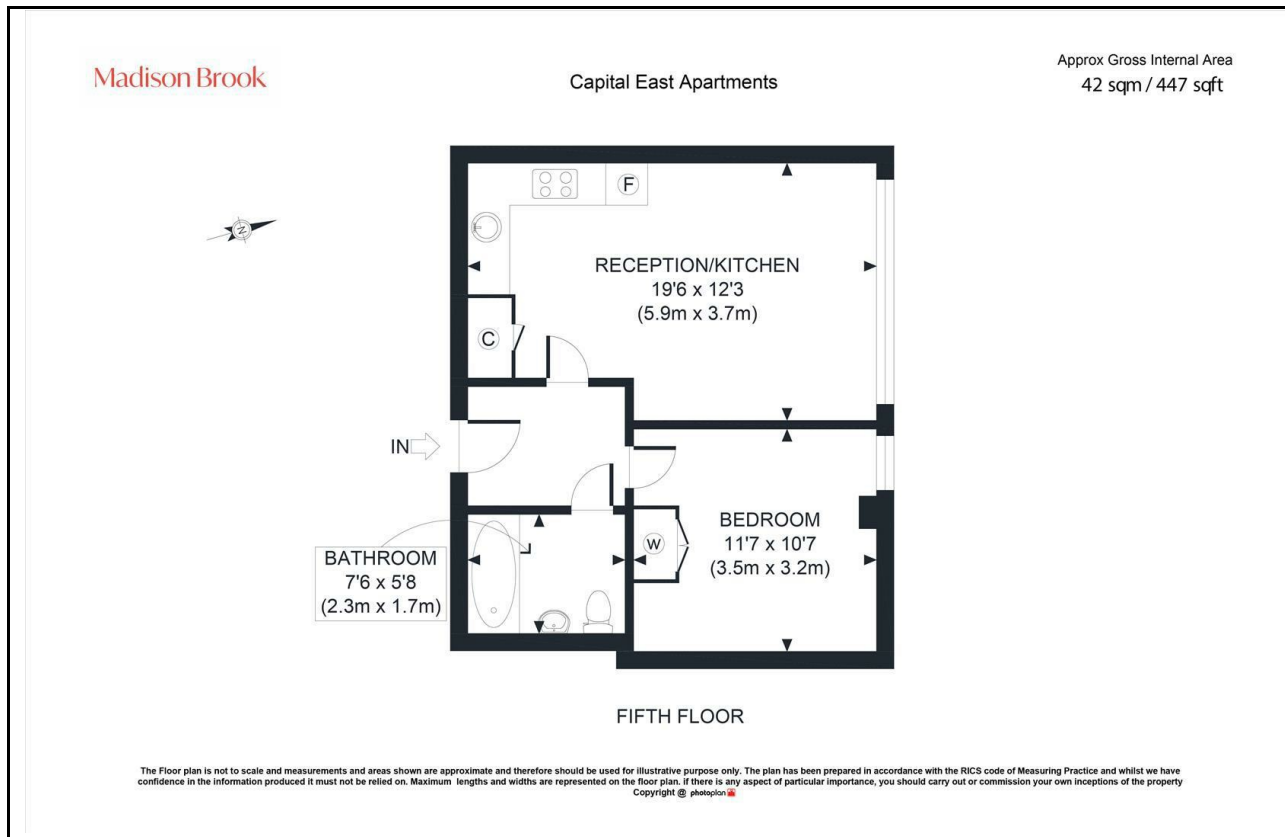 Madison Brook
Capital East Apartments
Approx Gross Internal Area
42 sqm / 447 sqft
N
F
RECEPTION/KITCHEN
19'6 x 12'3
(5.9m x 3.7m)
C
IN
BEDROOM
11'7 x 10'7
(3.5m x 3.2m)
W
BATHROOM
7'6 x 5'8
(2.3m x 1.7m)
FIFTH FLOOR
The Floor plan is not to scale and measurements and areas shown are approximate and therefore should be used for illustrative purpose only. The plan has been prepared in accordance with the RICS code of Measuring Practice and whilst we have
confidence in the information produced it must not be relied on. Maximum lengths and widths are represented on the floor plan. if there is any aspect of particular importance, you should carry out or commission your own inceptions of the property
Copyright @ photoplan